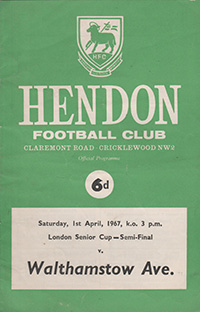 HFC
HENDON
FOOTBALL CLUB
CLAREMONT ROAD · CRICKLEWOOD NW2
Official Programme
6d
Saturday, 1st April, 1967, k.o. 3 p.m.
London Senior Cup—Semi-Final
v.
Walthamstow Ave.